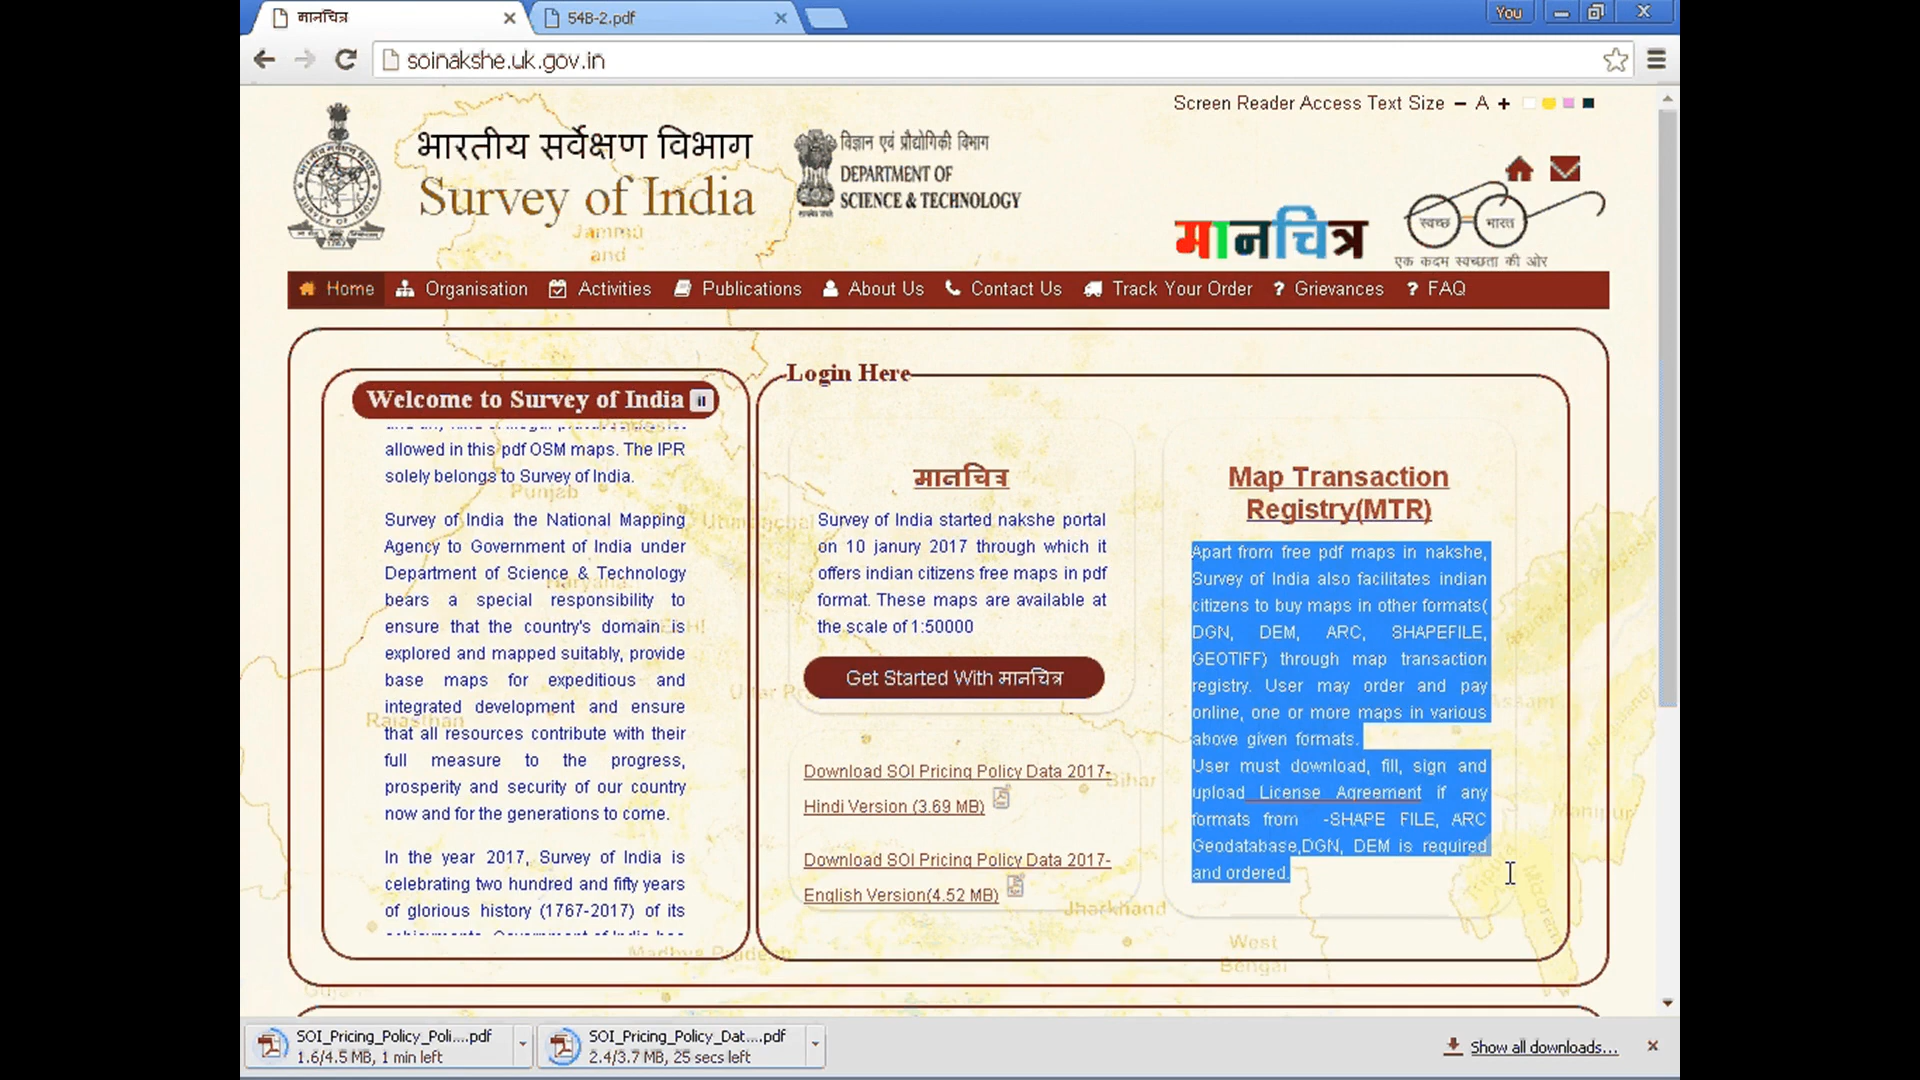 मानचित्र
54B-2.pdf
You
soinakshe.uk.gov.in
Screen Reader Access Text Size – A +
भारतीय सर्वेक्षण विभाग
Survey of India
विज्ञान एवं प्रौद्योगिकी विभाग
DEPARTMENT OF
SCIENCE & TECHNOLOGY
मानचित्र
स्वच्छ भारत
एक कदम स्वच्छता की ओर
Jammu
and
Home Organisation Activities Publications About Us Contact Us Track Your Order ? Grievances ? FAQ
Welcome to Survey of India
allowed in this pdf OSM maps. The IPR
solely belongs to Survey of India.
Survey of India the National Mapping
Agency to Government of India under
Department of Science & Technology
bears a special responsibility to
ensure that the country's domain is
explored and mapped suitably, provide
base maps for expeditious and
integrated development and ensure
that all resources contribute with their
full measure to the progress,
prosperity and security of our country
now and for the generations to come.
In the year 2017, Survey of India is
celebrating two hundred and fifty years
of glorious history (1767-2017) of its
Login Here
मानचित्र
Survey of India started nakshe portal
on 10 janury 2017 through which it
offers indian citizens free maps in pdf
format. These maps are available at
the scale of 1:50000
Get Started With मानचित्र
Download SOI Pricing Policy Data 2017-
Hindi Version (3.69 MB)
Download SOI Pricing Policy Data 2017-
English Version(4.52 MB)
Map Transaction
Registry(MTR)
Apart from free pdf maps in nakshe,
Survey of India also facilitates indian
citizens to buy maps in other formats(
DGN, DEM, ARC, SHAPEFILE,
GEOTIFF) through map transaction
registry. User may order and pay
online, one or more maps in various
above given formats.
User must download, fill, sign and
upload License Agreement if any
formats from -SHAPE FILE, ARC
Geodatabase,DGN, DEM is required
and ordered.
Punjab
Rajasthan
Bihar
Jharkhand
Madhya Pradesh
West
Bengal
Assam
Manipur
SOI_Pricing_Policy_Poli....pdf
1.6/4.5 MB, 1 min left
SOI_Pricing_Policy_Dat....pdf
2.4/3.7 MB, 25 secs left
Show all downloads...